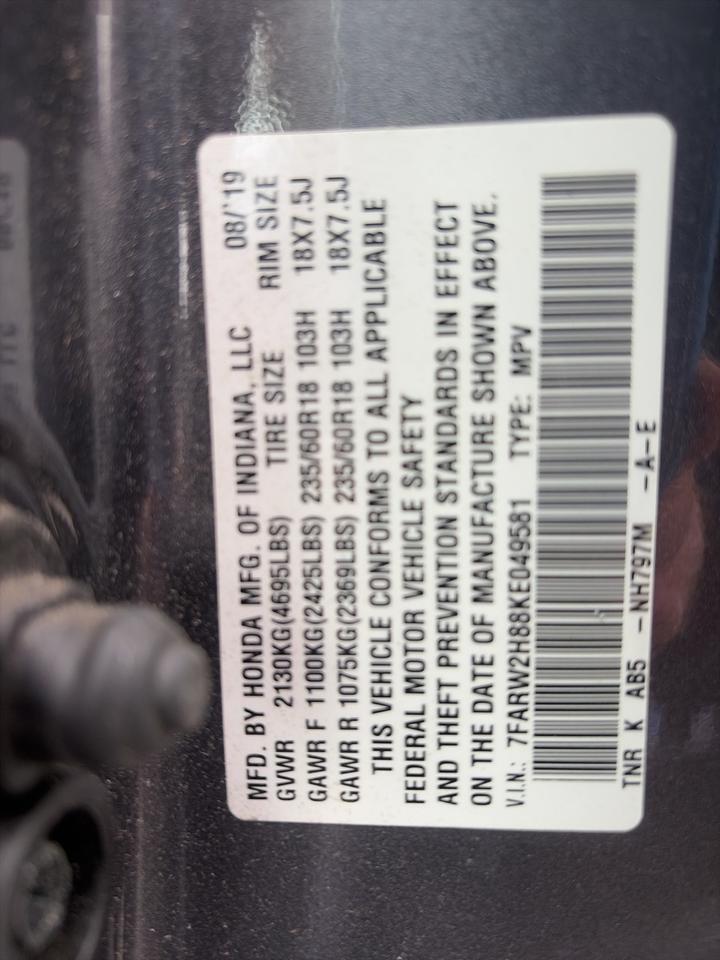 MFD. BY HONDA MFG. OF INDIANA, LLC 08/'19
GVWR 2130KG(4695LBS) TIRE SIZE RIM SIZE
GAWR F 1100KG(2425LBS) 235/60R18 103H 18X7.5J
GAWR R 1075KG(2369LBS) 235/60R18 103H 18X7.5J
THIS VEHICLE CONFORMS TO ALL APPLICABLE
FEDERAL MOTOR VEHICLE SAFETY
AND THEFT PREVENTION STANDARDS IN EFFECT
ON THE DATE OF MANUFACTURE SHOWN ABOVE.
V.I.N.: 7FARW2H88KE049581 TYPE: MPV
TNR K AB5 -NH797M -A-E